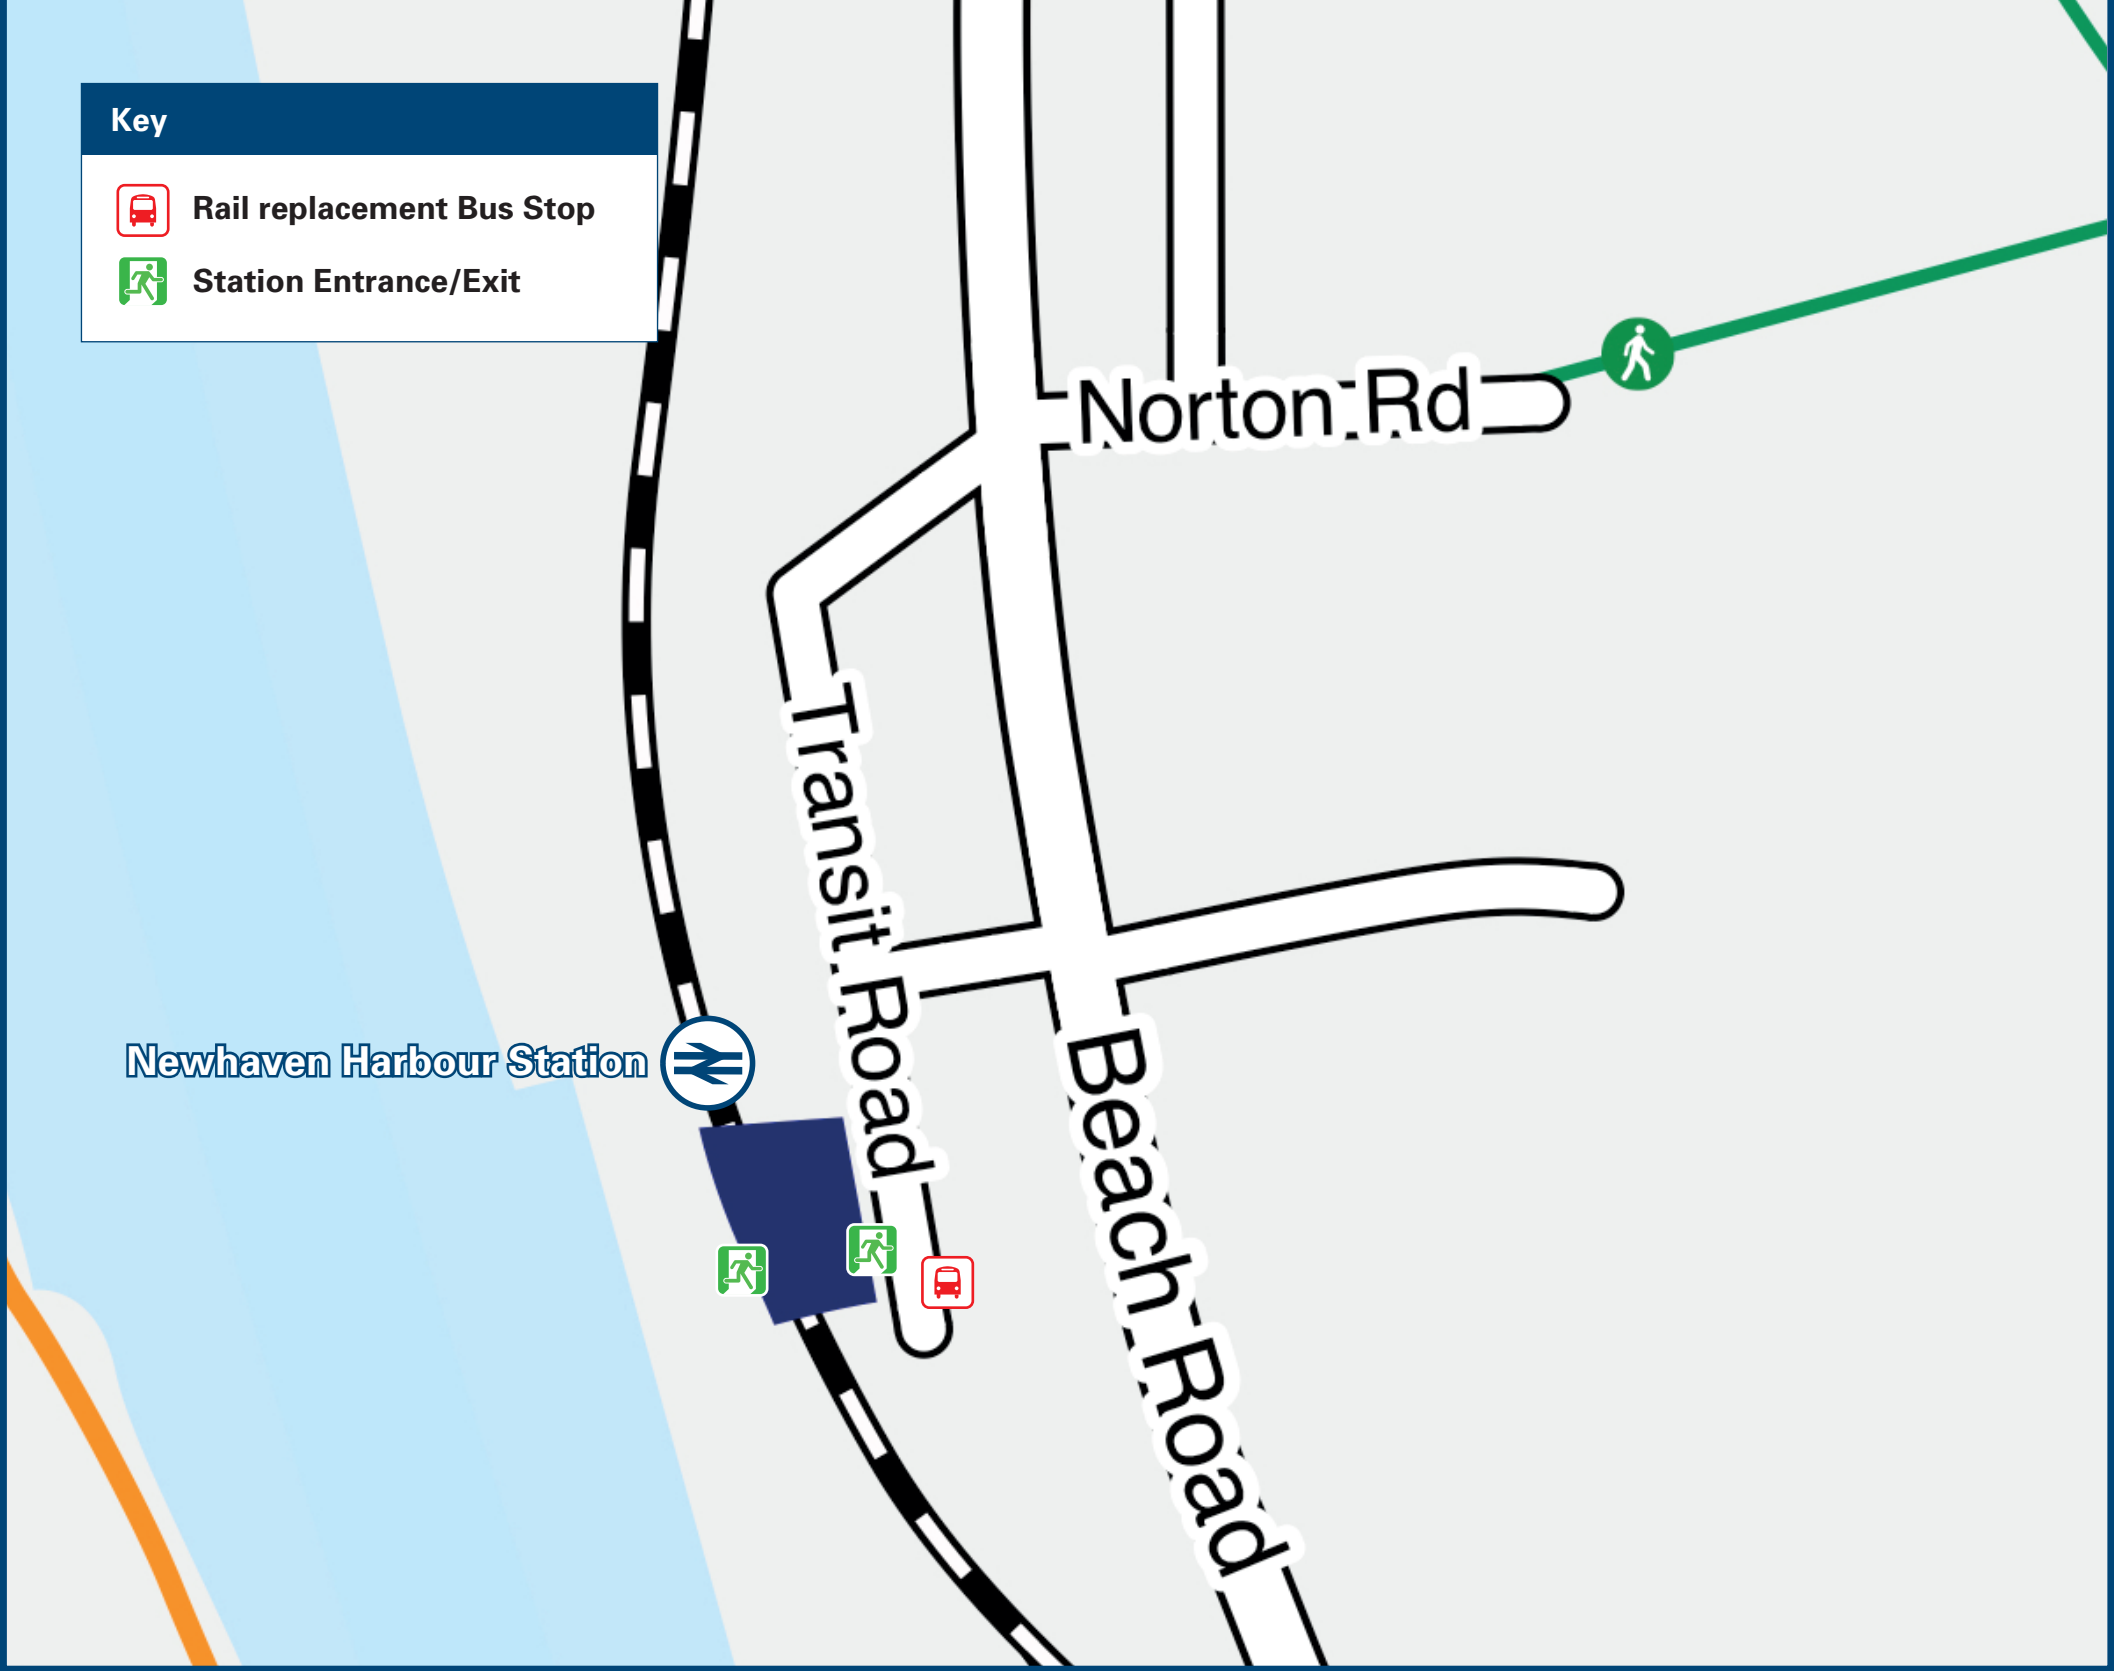 Key
Rail replacement Bus Stop
Station Entrance/Exit
Norton Rd
Transit Road
Newhaven Harbour Station
Beach Road